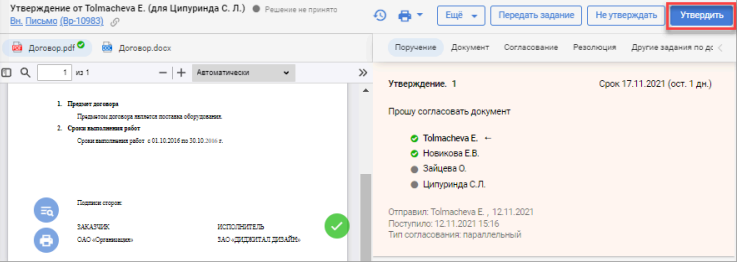 Утверждение от Tolmacheva E. (для Ципуринда С. Л.) Решение не принято
Вн. Письмо (Вр-10983)
Ещё Передать задание Не утверждать Утвердить
Договор.pdf Договор.docx
1 из 1 Автоматически
1. Предмет договора
Предметом договора является поставка оборудования.
2. Сроки выполнения работ
Сроки выполнения работ с 01.10.2016 по 30.10.2016 г.
Подписи сторон:
ЗАКАЗЧИК ИСПОЛНИТЕЛЬ
ОАО «Организация» ЗАО «ДИДЖИТАЛ ДИЗАЙН»
Поручение Документ Согласование Резолюция Другие задания по дс
Утверждение. 1 Срок 17.11.2021 (ост. 1 дн.)
Прошу согласовать документ
Tolmacheva E. ←
Новикова Е.В.
Зайцева О.
Ципуринда С.Л.
Отправил: Tolmacheva E. , 12.11.2021
Поступило: 12.11.2021 15:16
Тип согласования: параллельный